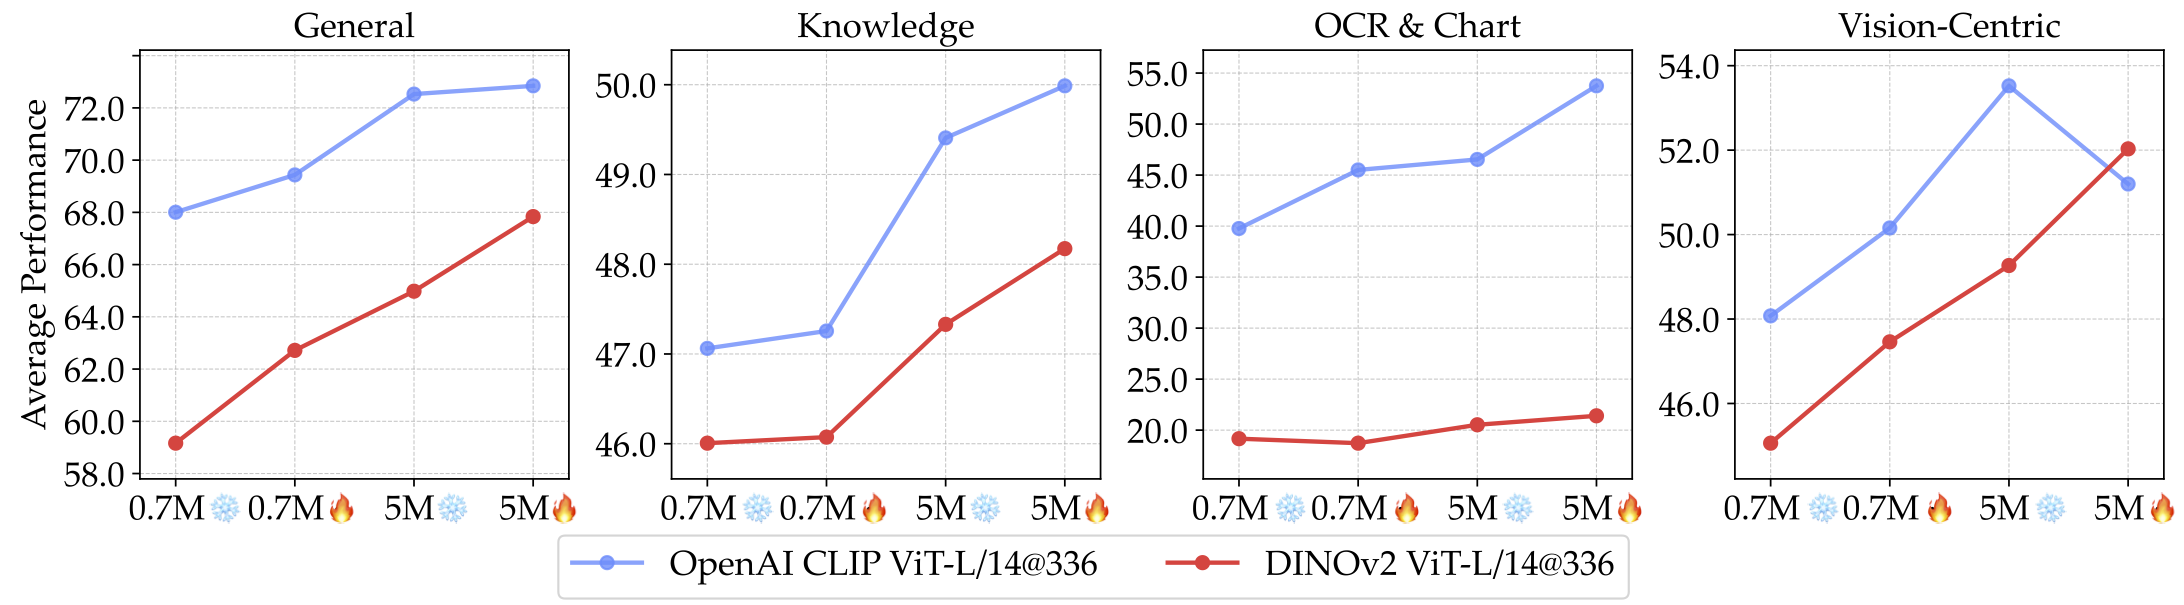 General
Knowledge
OCR & Chart
Vision-Centric
Average Performance
72.0
70.0
68.0
66.0
64.0
62.0
60.0
58.0
0.7M❄️ 0.7M🔥 5M❄️ 5M🔥
50.0
49.0
48.0
47.0
46.0
0.7M❄️ 0.7M🔥 5M❄️ 5M🔥
55.0
50.0
45.0
40.0
35.0
30.0
25.0
20.0
0.7M❄️ 0.7M🔥 5M❄️ 5M🔥
54.0
52.0
50.0
48.0
46.0
0.7M❄️ 0.7M🔥 5M❄️ 5M🔥
OpenAI CLIP ViT-L/14@336
DINOv2 ViT-L/14@336